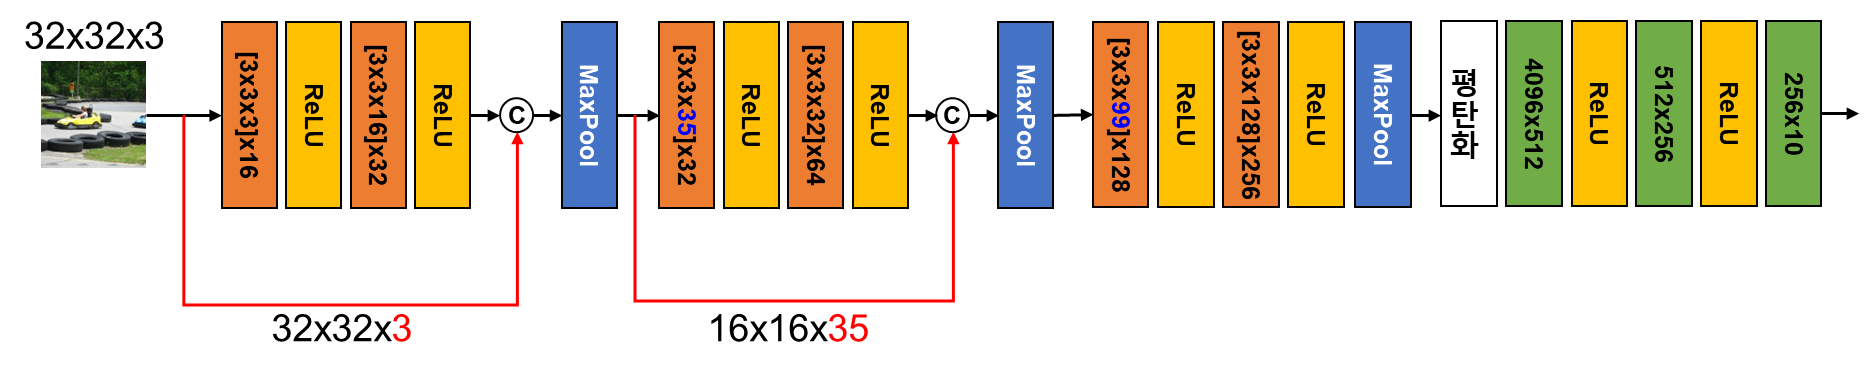 32x32x3
[3x3x3]x16
ReLU
[3x3x16]x32
ReLU
C
MaxPool
[3x3x35]x32
ReLU
[3x3x32]x64
ReLU
C
MaxPool
[3x3x99]x128
ReLU
[3x3x128]x256
ReLU
MaxPool
평탄화
4096x512
ReLU
512x256
ReLU
256x10
32x32x3
16x16x35